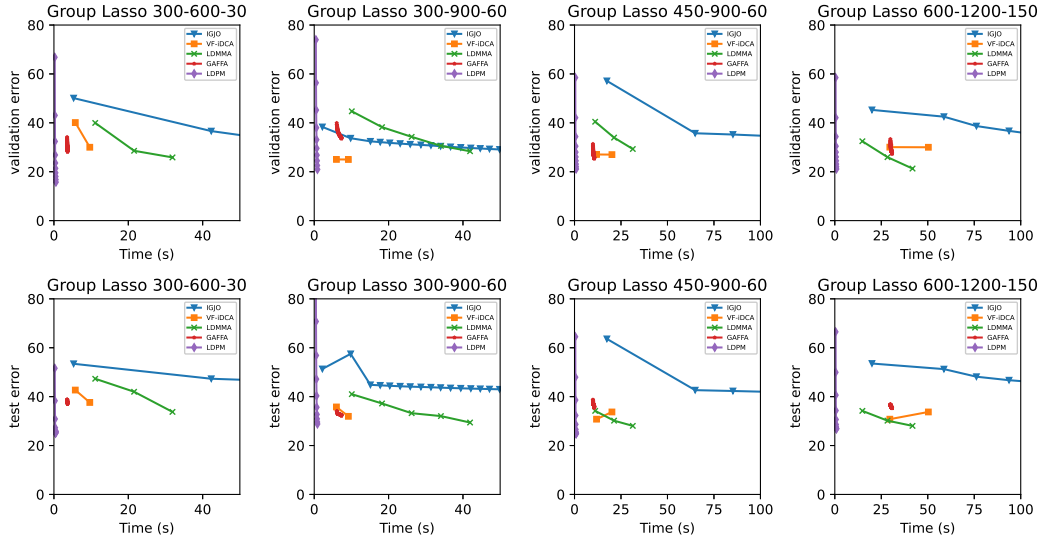 Group Lasso 300-600-30
validation error
80
60
40
20
0
0 20 40
Time (s)
IGJO
VF-iDCA
LDMMA
GAFFA
LDPM
Group Lasso 300-900-60
validation error
80
60
40
20
0
0 10 20 30 40 50
Time (s)
IGJO
VF-iDCA
LDMMA
GAFFA
LDPM
Group Lasso 450-900-60
validation error
80
60
40
20
0
0 25 50 75 100
Time (s)
IGJO
VF-iDCA
LDMMA
GAFFA
LDPM
Group Lasso 600-1200-150
validation error
80
60
40
20
0
0 25 50 75 100
Time (s)
IGJO
VF-iDCA
LDMMA
GAFFA
LDPM
Group Lasso 300-600-30
test error
80
60
40
20
0
0 20 40
Time (s)
IGJO
VF-iDCA
LDMMA
GAFFA
LDPM
Group Lasso 300-900-60
test error
80
60
40
20
0
0 10 20 30 40 50
Time (s)
IGJO
VF-iDCA
LDMMA
GAFFA
LDPM
Group Lasso 450-900-60
test error
80
60
40
20
0
0 25 50 75 100
Time (s)
IGJO
VF-iDCA
LDMMA
GAFFA
LDPM
Group Lasso 600-1200-150
test error
80
60
40
20
0
0 25 50 75 100
Time (s)
IGJO
VF-iDCA
LDMMA
GAFFA
LDPM